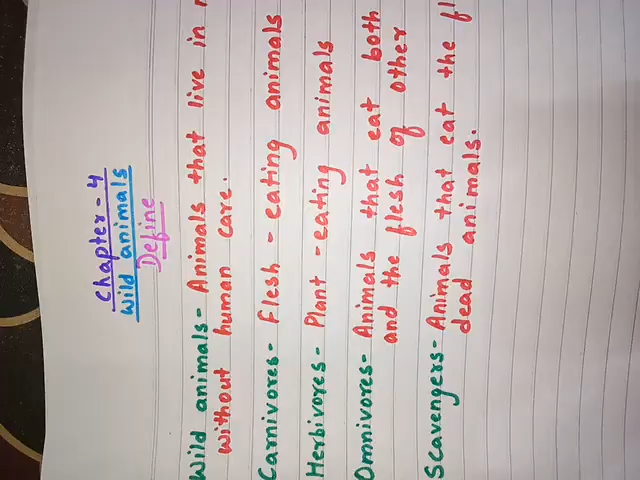 Chapter-4
Wild animals
Define
Wild animals- Animals that live in
without human care.
Carnivores- Flesh-eating animals
Herbivores- Plant-eating animals
Omnivores- Animals that eat both
and the flesh of other
Scavengers- Animals that eat the
dead animals.